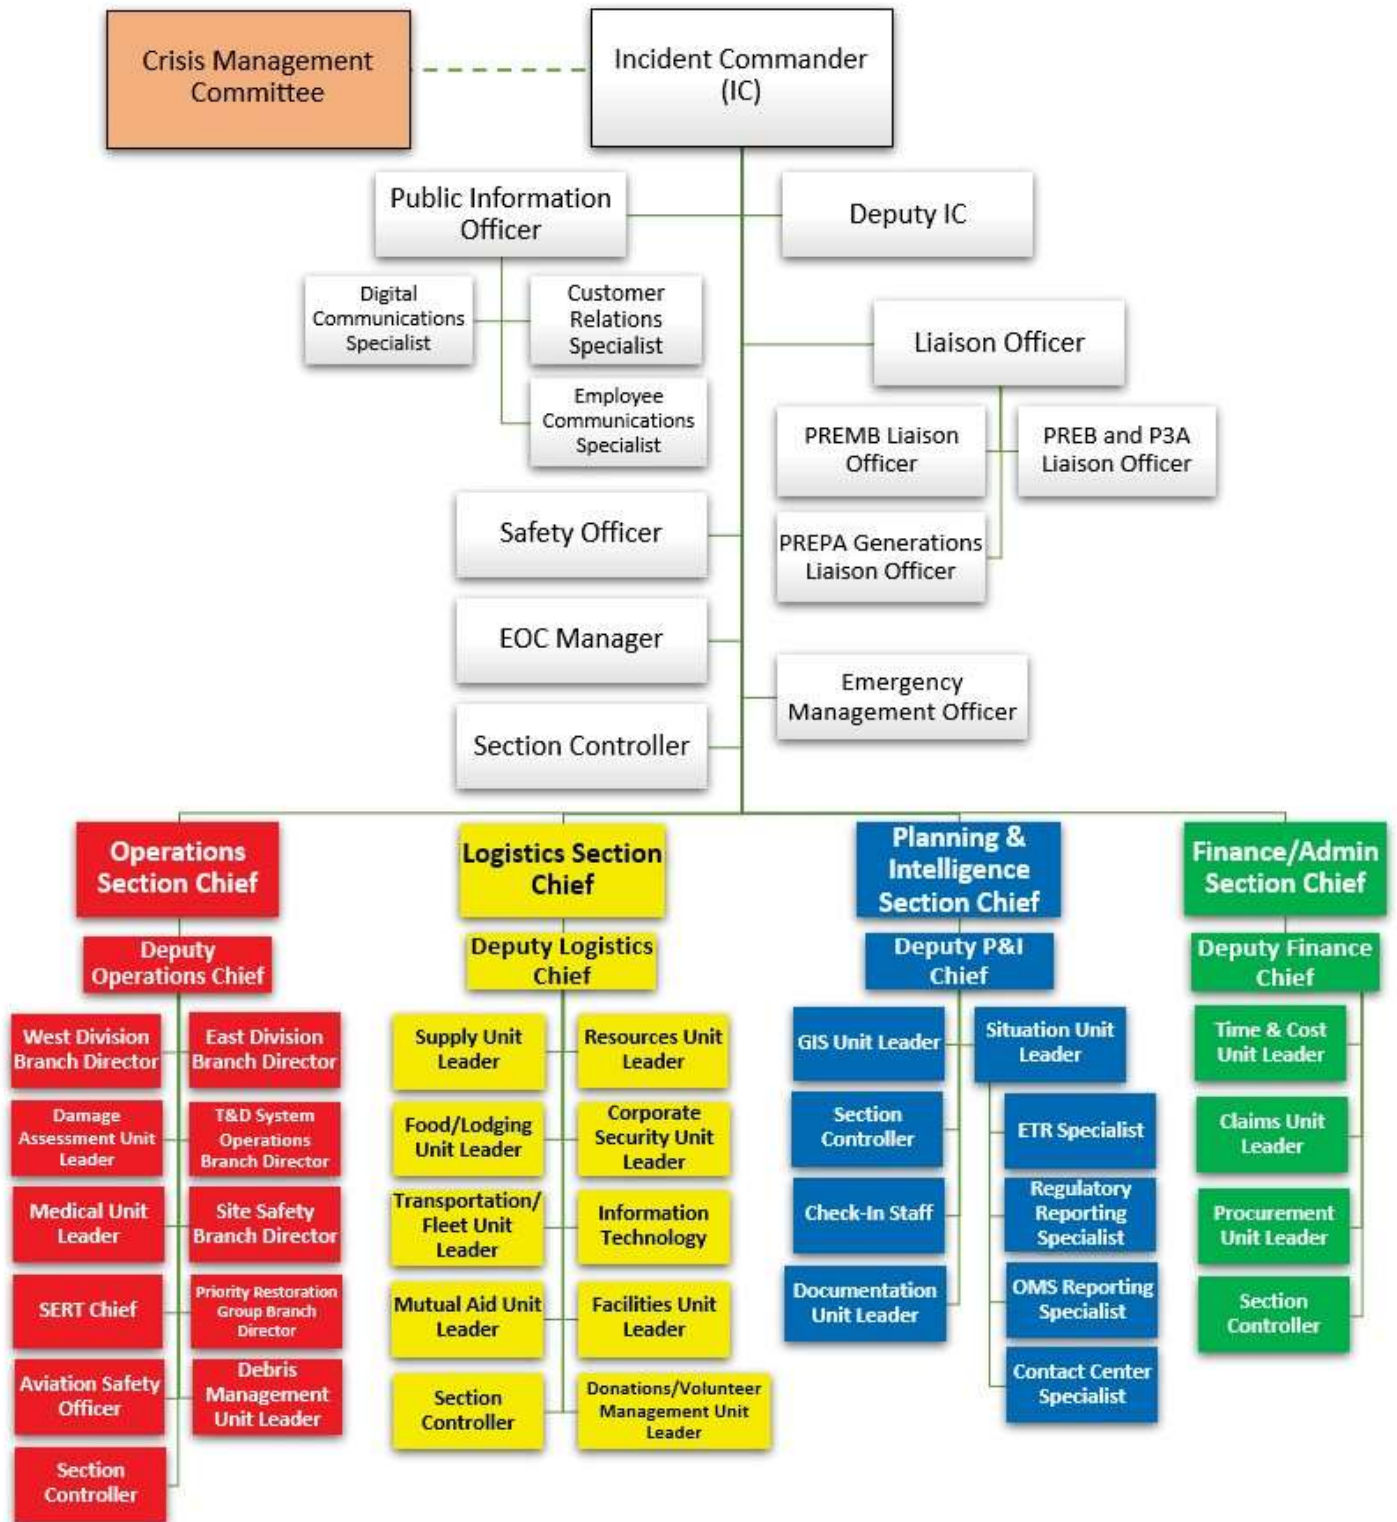 Crisis Management
Committee
Incident Commander
(IC)
Public Information
Officer
Deputy IC
Digital
Communications
Specialist
Customer
Relations
Specialist
Employee
Communications
Specialist
Liaison Officer
PREMB Liaison
Officer
PREB and P3A
Liaison Officer
PREPA Generations
Liaison Officer
Safety Officer
EOC Manager
Emergency
Management Officer
Section Controller
Operations
Section Chief
Deputy
Operations Chief
West Division
Branch Director
East Division
Branch Director
Damage
Assessment Unit
Leader
T&D System
Operations
Branch Director
Medical Unit
Leader
Site Safety
Branch Director
SERT Chief
Priority Restoration
Group Branch
Director
Aviation Safety
Officer
Debris
Management
Unit Leader
Section
Controller
Logistics Section
Chief
Deputy Logistics
Chief
Supply Unit
Leader
Resources Unit
Leader
Food/Lodging
Unit Leader
Corporate
Security Unit
Leader
Transportation/
Fleet Unit
Leader
Information
Technology
Mutual Aid Unit
Leader
Facilities Unit
Leader
Section
Controller
Donations/Volunteer
Management Unit
Leader
Planning &
Intelligence
Section Chief
Deputy P&I
Chief
GIS Unit Leader
Situation Unit
Leader
Section
Controller
ETR Specialist
Check-In Staff
Regulatory
Reporting
Specialist
Documentation
Unit Leader
OMS Reporting
Specialist
Contact Center
Specialist
Finance/Admin
Section Chief
Deputy Finance
Chief
Time & Cost
Unit Leader
Claims Unit
Leader
Procurement
Unit Leader
Section
Controller